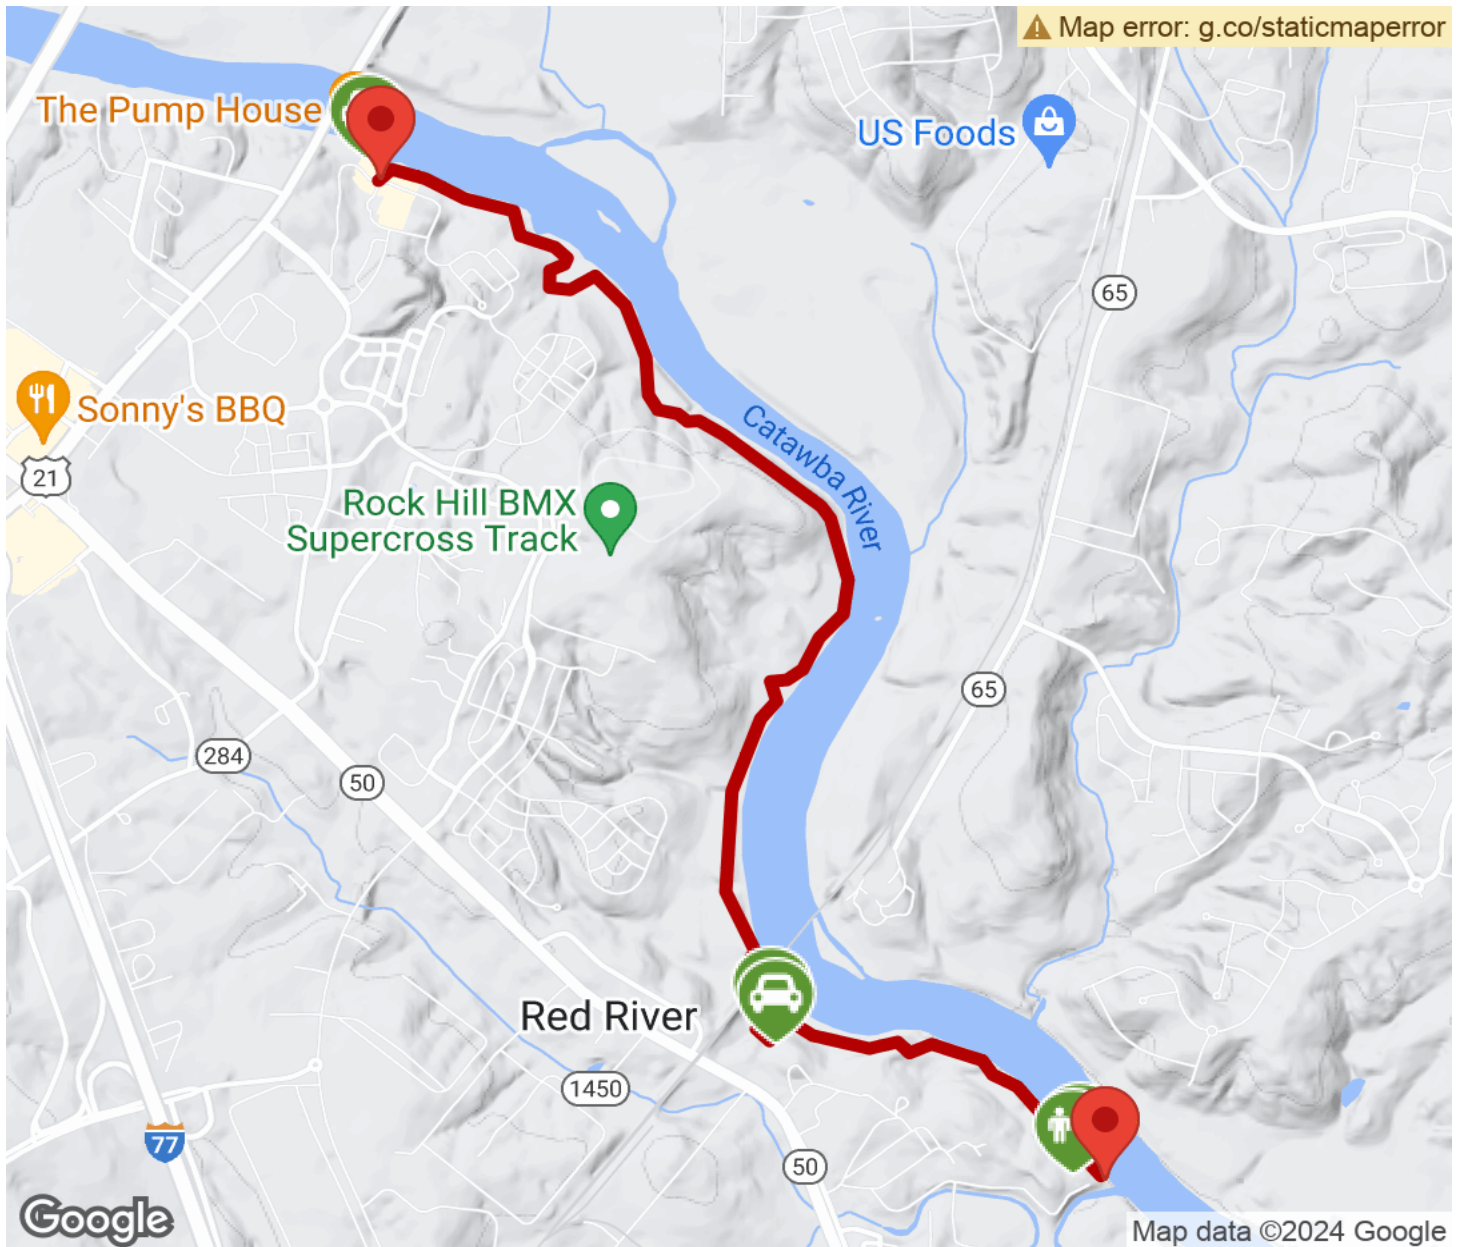 Map error: g.co/staticmaperror
The Pump House
US Foods
65
Sonny's BBQ
21
Catawba River
Rock Hill BMX
Supercross Track
65
284
50
Red River
1450
77
50
Google
Map data ©2024 Google